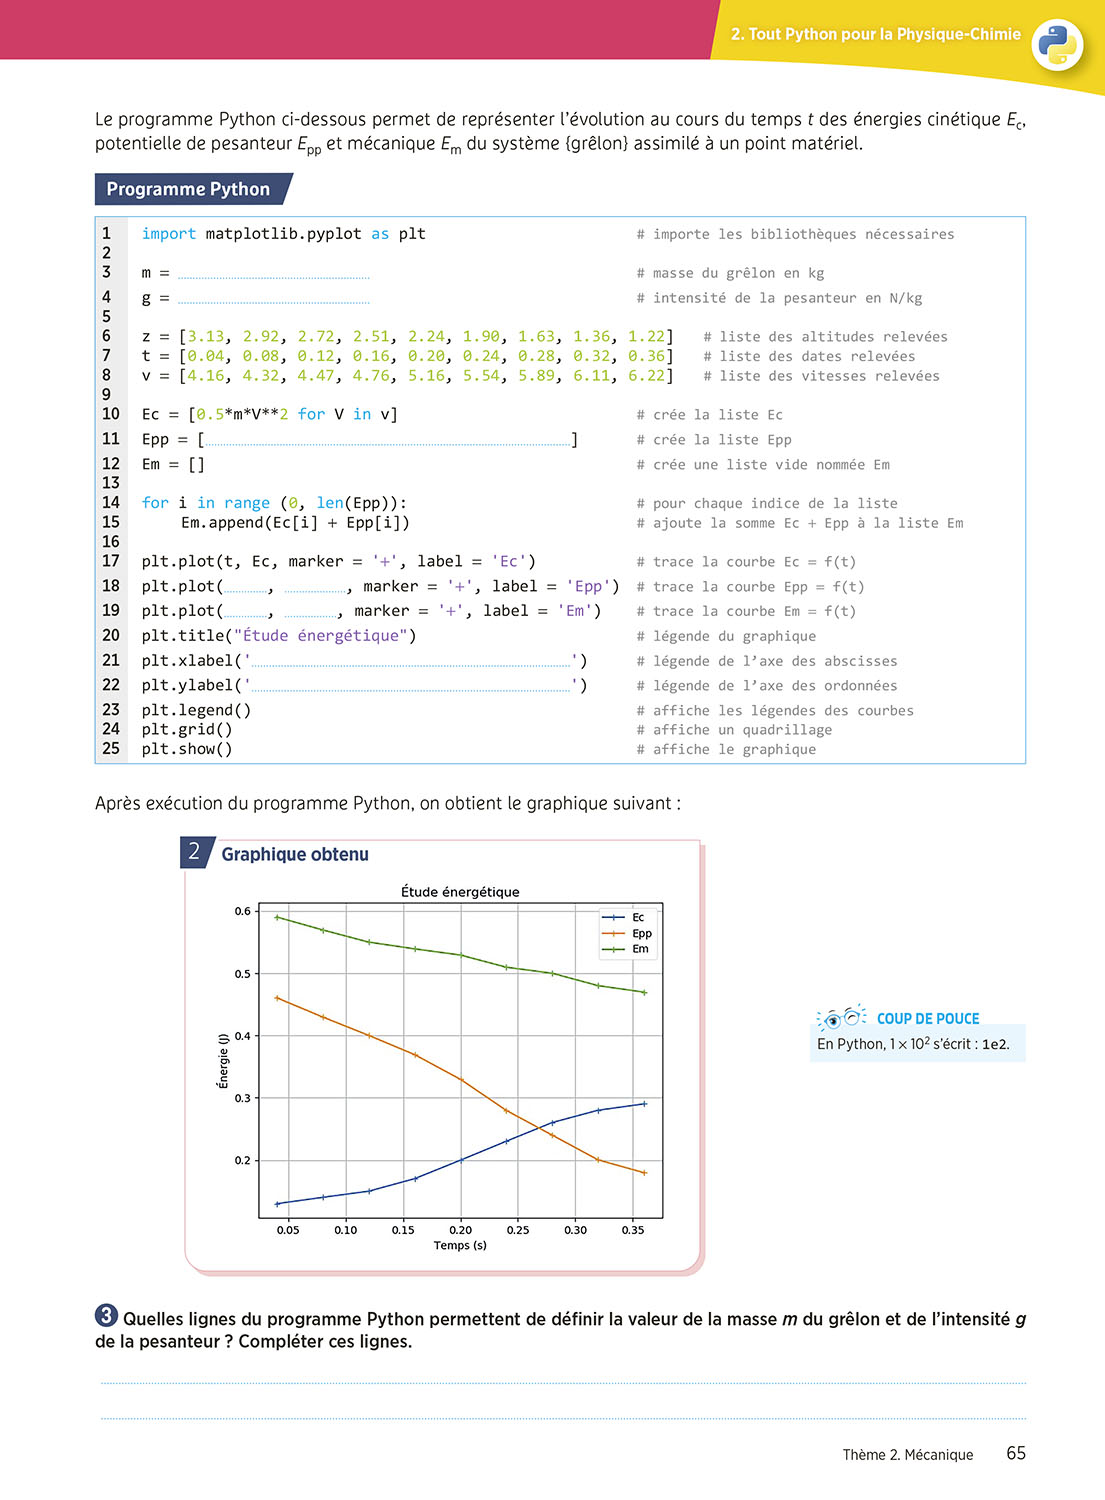 2. Tout Python pour la Physique-Chimie
Le programme Python ci-dessous permet de représenter l’évolution au cours du temps t des énergies cinétique Ec,
potentielle de pesanteur Epp et mécanique Em du système {grêlon} assimilé à un point matériel.
Programme Python
1 import matplotlib.pyplot as plt # importe les bibliothèques nécessaires
2
3 m = # masse du grêlon en kg
4 g = # intensité de la pesanteur en N/kg
5
6 z = [3.13, 2.92, 2.72, 2.51, 2.24, 1.90, 1.63, 1.36, 1.22] # liste des altitudes relevées
7 t = [0.04, 0.08, 0.12, 0.16, 0.20, 0.24, 0.28, 0.32, 0.36] # liste des dates relevées
8 v = [4.16, 4.32, 4.47, 4.76, 5.16, 5.54, 5.89, 6.11, 6.22] # liste des vitesses relevées
9
10 Ec = [0.5*m*V**2 for V in v] # crée la liste Ec
11 Epp = [ ] # crée la liste Epp
12 Em = [] # crée une liste vide nommée Em
13
14 for i in range (0, len(Epp)): # pour chaque indice de la liste
15 Em.append(Ec[i] + Epp[i]) # ajoute la somme Ec + Epp à la liste Em
16
17 plt.plot(t, Ec, marker = '+', label = 'Ec') # trace la courbe Ec = f(t)
18 plt.plot( , , marker = '+', label = 'Epp') # trace la courbe Epp = f(t)
19 plt.plot( , , marker = '+', label = 'Em') # trace la courbe Em = f(t)
20 plt.title("Étude énergétique") # légende du graphique
21 plt.xlabel(' ') # légende de l’axe des abscisses
22 plt.ylabel(' ') # légende de l’axe des ordonnées
23 plt.legend() # affiche les légendes des courbes
24 plt.grid() # affiche un quadrillage
25 plt.show() # affiche le graphique
Après exécution du programme Python, on obtient le graphique suivant :
2 Graphique obtenu
Étude énergétique
Ec
Epp
Em
0.6
0.5
0.4
0.3
0.2
Énergie (J)
0.05 0.10 0.15 0.20 0.25 0.30 0.35
Temps (s)
COUP DE POUCE
En Python, 1 × 10² s’écrit : 1e2.
3 Quelles lignes du programme Python permettent de définir la valeur de la masse m du grêlon et de l’intensité g
de la pesanteur ? Compléter ces lignes.
Thème 2. Mécanique 65